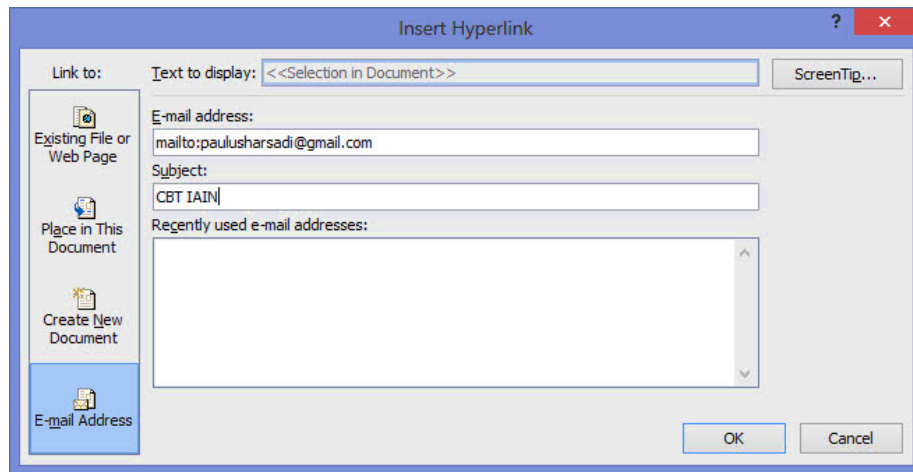 Insert Hyperlink
?
×
Link to:
Text to display:
<<Selection in Document>>
ScreenTip...
Existing File or
Web Page
Place in This
Document
Create New
Document
E-mail Address
E-mail address:
mailto:paulusharsadi@gmail.com
Subject:
CBT IAIN
Recently used e-mail addresses:
OK
Cancel